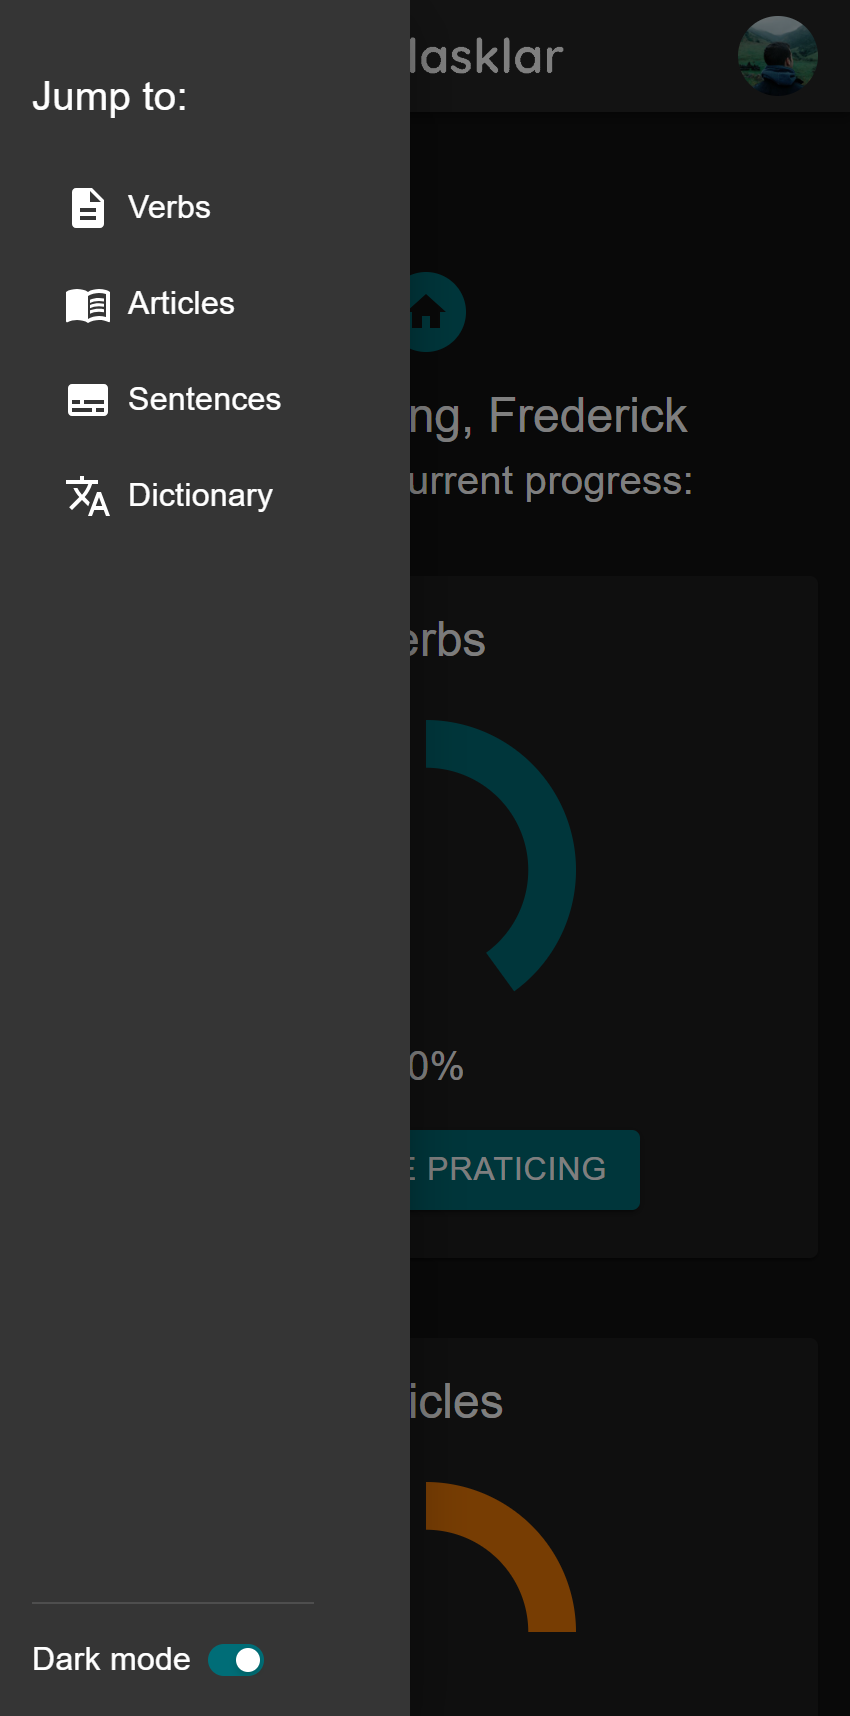 Jump to:
Verbs
Articles
Sentences
Dictionary
Dark mode
lasklar
ng, Frederick
urrent progress:
erbs
0%
E PRATICING
icles